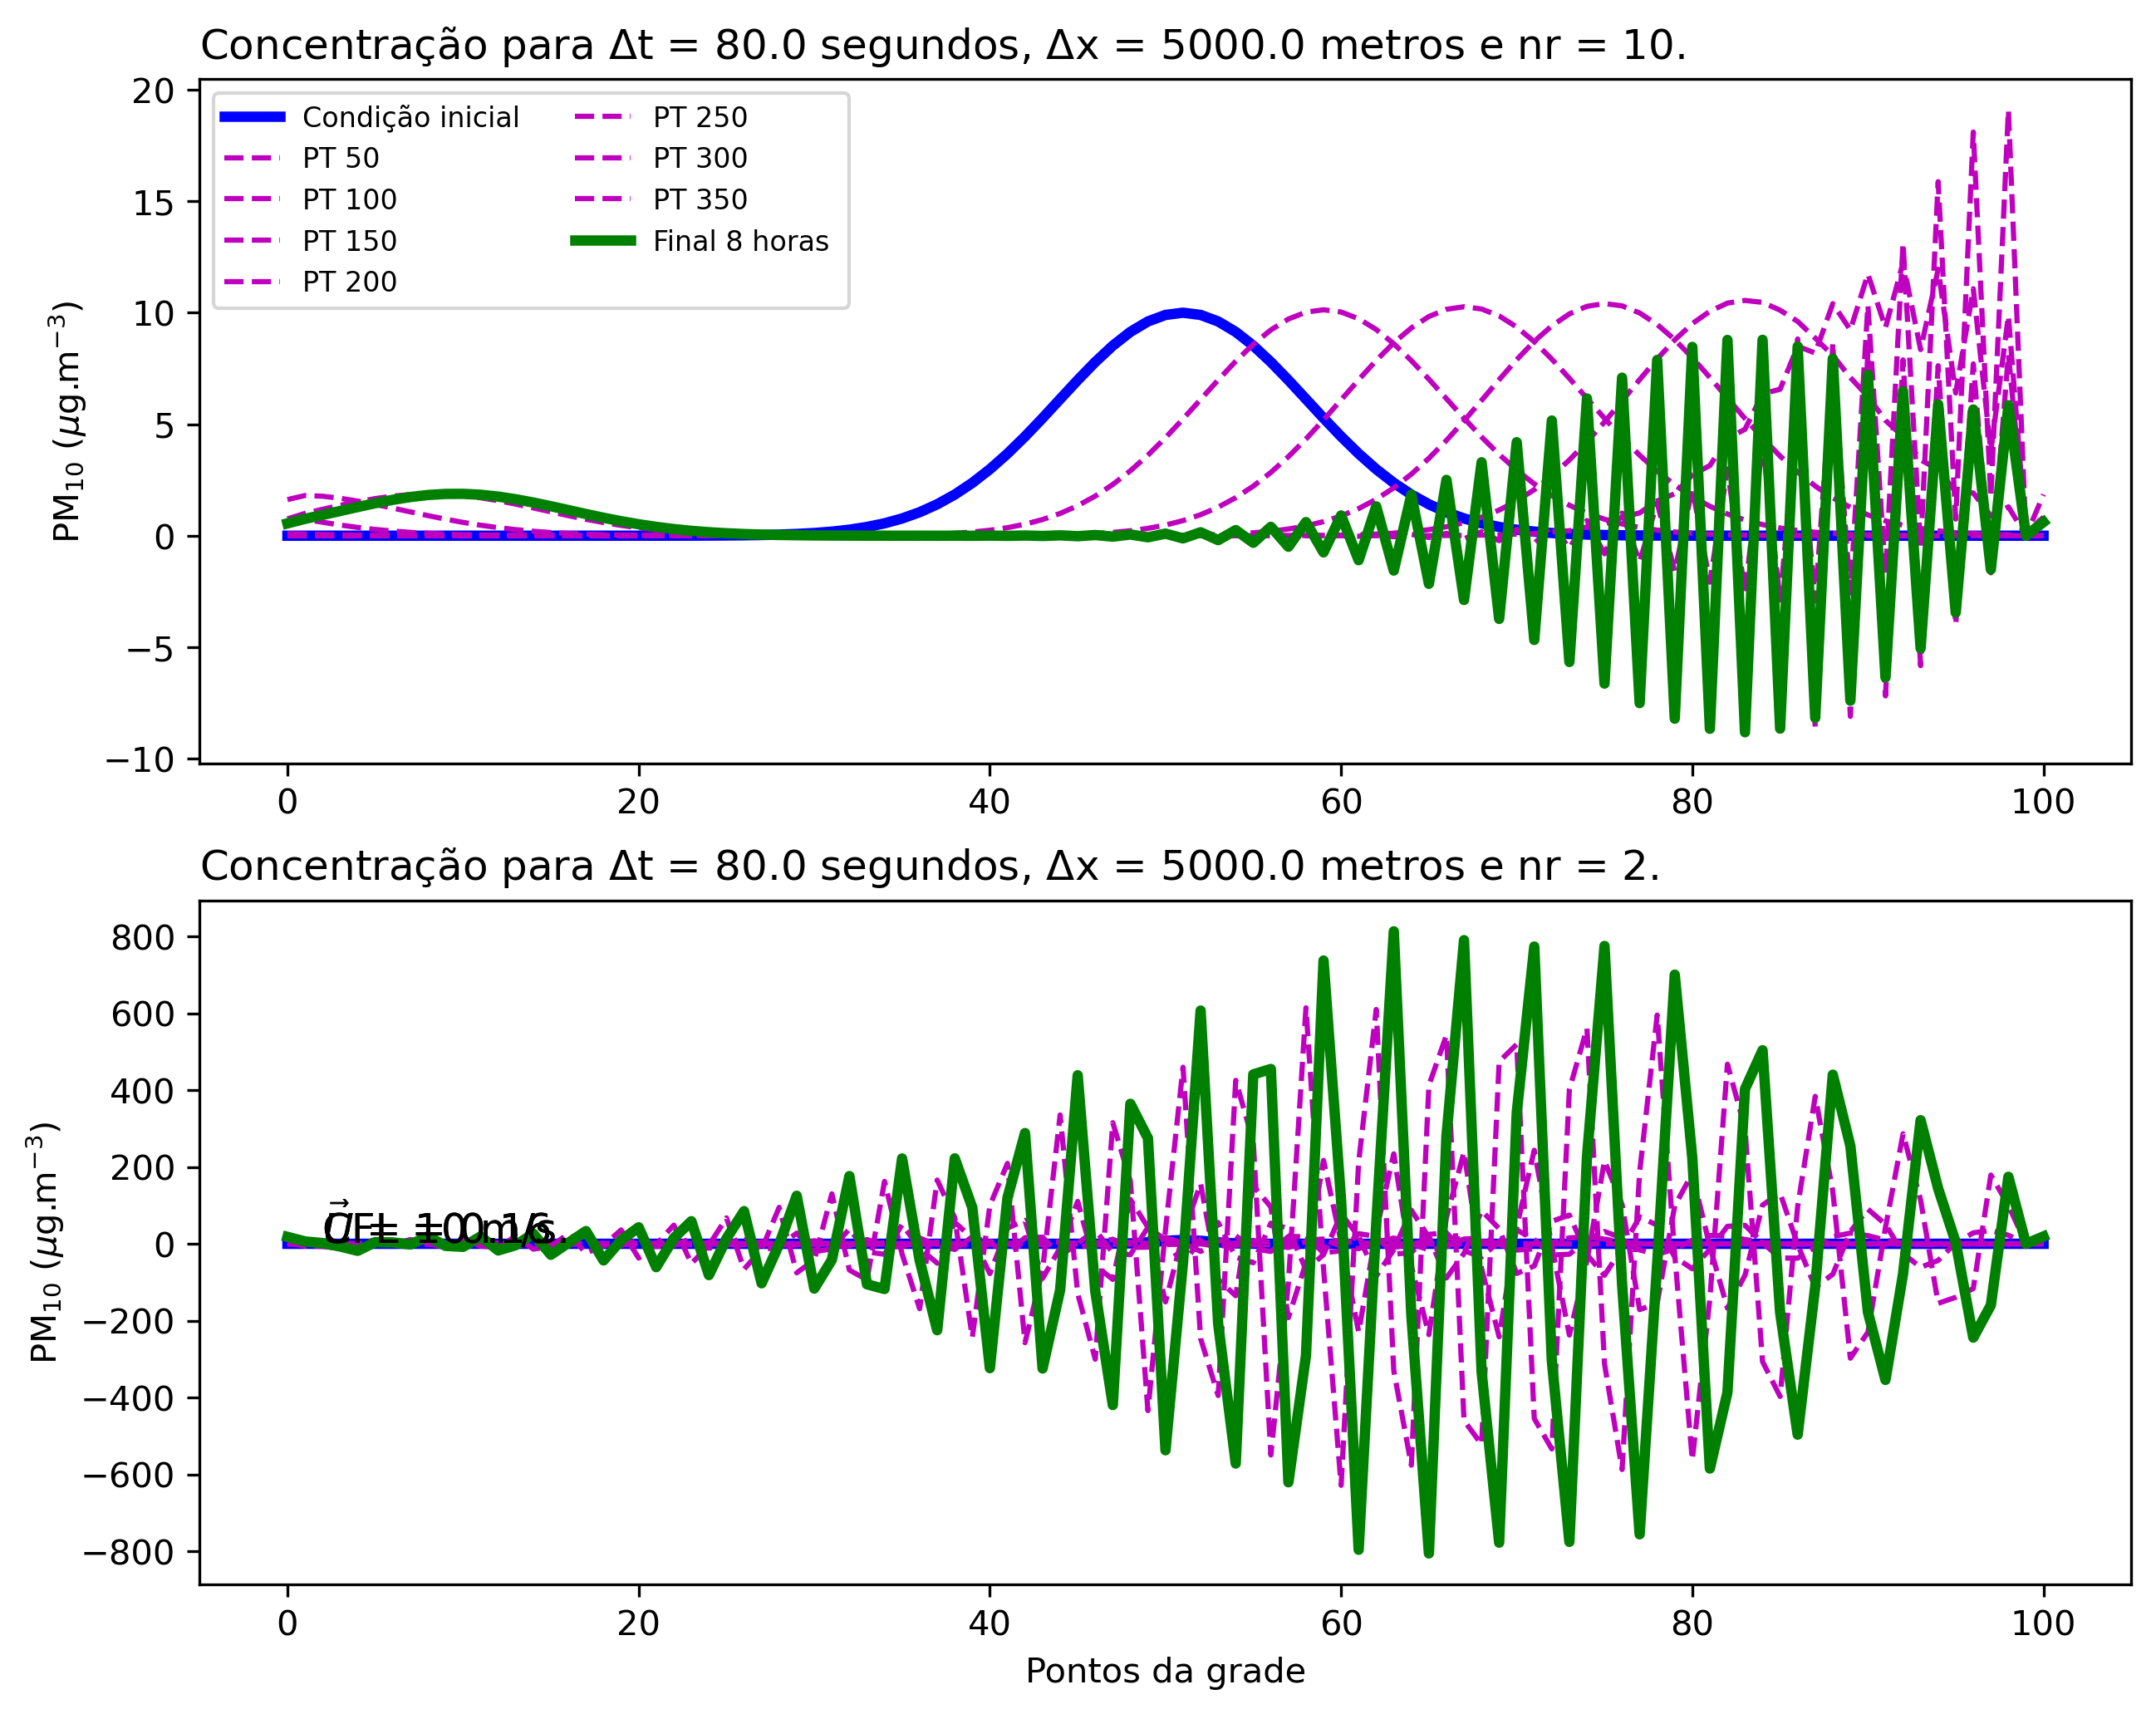 Concentração para Δt = 80.0 segundos, Δx = 5000.0 metros e nr = 10.
PM₁₀ (μg.m⁻³)
20
15
10
5
0
−5
−10
Condição inicial
PT 50
PT 100
PT 150
PT 200
PT 250
PT 300
PT 350
Final 8 horas
0 20 40 60 80 100
Concentração para Δt = 80.0 segundos, Δx = 5000.0 metros e nr = 2.
PM₁₀ (μg.m⁻³)
800
600
400
200
0
−200
−400
−600
−800
0 20 40 60 80 100
Pontos da grade